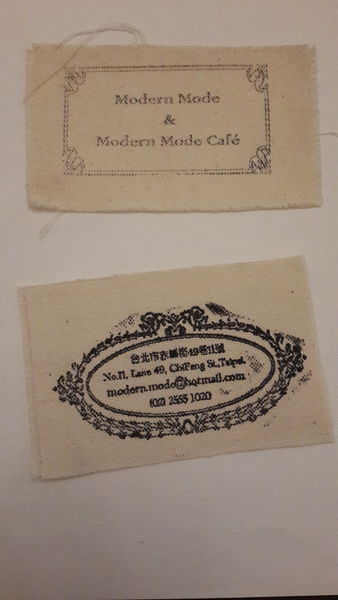 Modern Mode
&
Modern Mode Café
台北市赤峰街49巷11號
No.11, Lane 49, ChiFeng St., Taipei.
modern.mode@hotmail.com
(02) 2555 1020